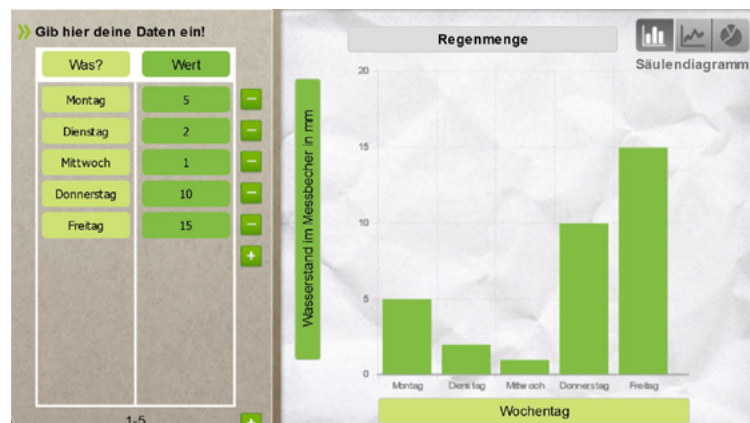 Gib hier deine Daten ein!
Was? Wert
Montag 5
Dienstag 2
Mittwoch 1
Donnerstag 10
Freitag 15
1-5
Regenmenge
Säulendiagramm
Wasserstand im Messbecher in mm
20
15
10
5
0
Montag Dienstag Mittwoch Donnerstag Freitag
Wochentag